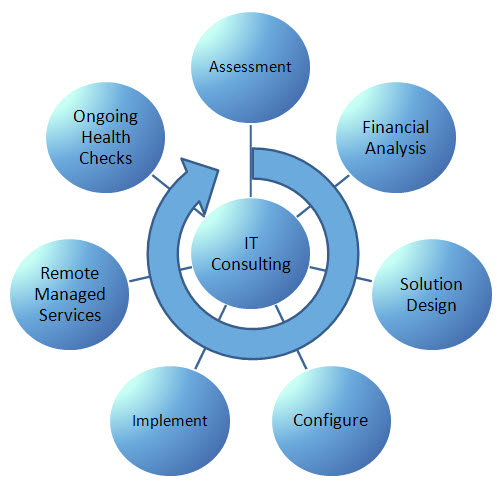 Assessment
Financial
Analysis
Solution
Design
Configure
Implement
Remote
Managed
Services
Ongoing
Health
Checks
IT
Consulting